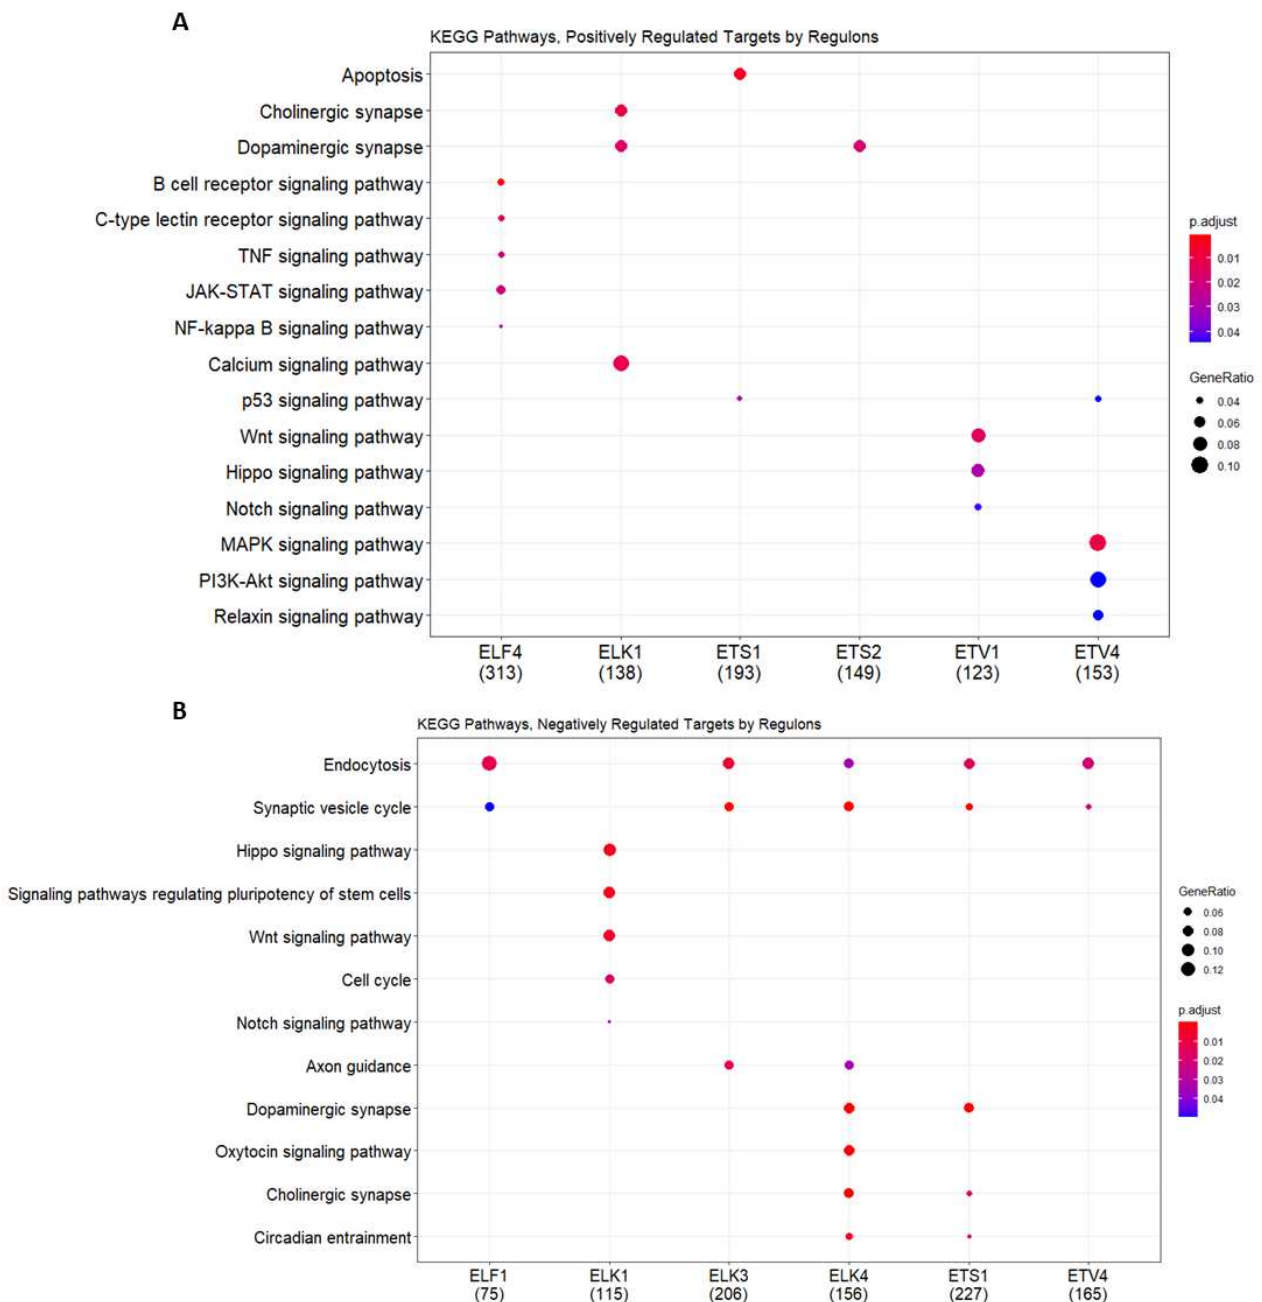 A
KEGG Pathways, Positively Regulated Targets by Regulons
Apoptosis
Cholinergic synapse
Dopaminergic synapse
B cell receptor signaling pathway
C-type lectin receptor signaling pathway
TNF signaling pathway
JAK-STAT signaling pathway
NF-kappa B signaling pathway
Calcium signaling pathway
p53 signaling pathway
Wnt signaling pathway
Hippo signaling pathway
Notch signaling pathway
MAPK signaling pathway
PI3K-Akt signaling pathway
Relaxin signaling pathway
ELF4 ELK1 ETS1 ETS2 ETV1 ETV4
(313) (138) (193) (149) (123) (153)
p.adjust
0.01
0.02
0.03
0.04
GeneRatio
0.04
0.06
0.08
0.10
B
KEGG Pathways, Negatively Regulated Targets by Regulons
Endocytosis
Synaptic vesicle cycle
Hippo signaling pathway
Signaling pathways regulating pluripotency of stem cells
Wnt signaling pathway
Cell cycle
Notch signaling pathway
Axon guidance
Dopaminergic synapse
Oxytocin signaling pathway
Cholinergic synapse
Circadian entrainment
ELF1 ELK1 ELK3 ELK4 ETS1 ETV4
(75) (115) (206) (156) (227) (165)
GeneRatio
0.06
0.08
0.10
0.12
p.adjust
0.01
0.02
0.03
0.04